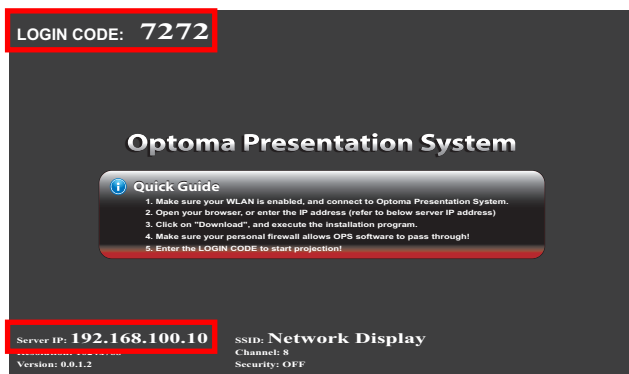 LOGIN CODE: 7272
Optoma Presentation System
Quick Guide
1. Make sure your WLAN is enabled, and connect to Optoma Presentation System.
2. Open your browser, or enter the IP address (refer to below server IP address)
3. Click on "Download", and execute the installation program.
4. Make sure your personal firewall allows OPS software to pass through!
5. Enter the LOGIN CODE to start projection!
Server IP: 192.168.100.10 SSID: Network Display
Channel: 8
Version: 0.0.1.2 Security: OFF